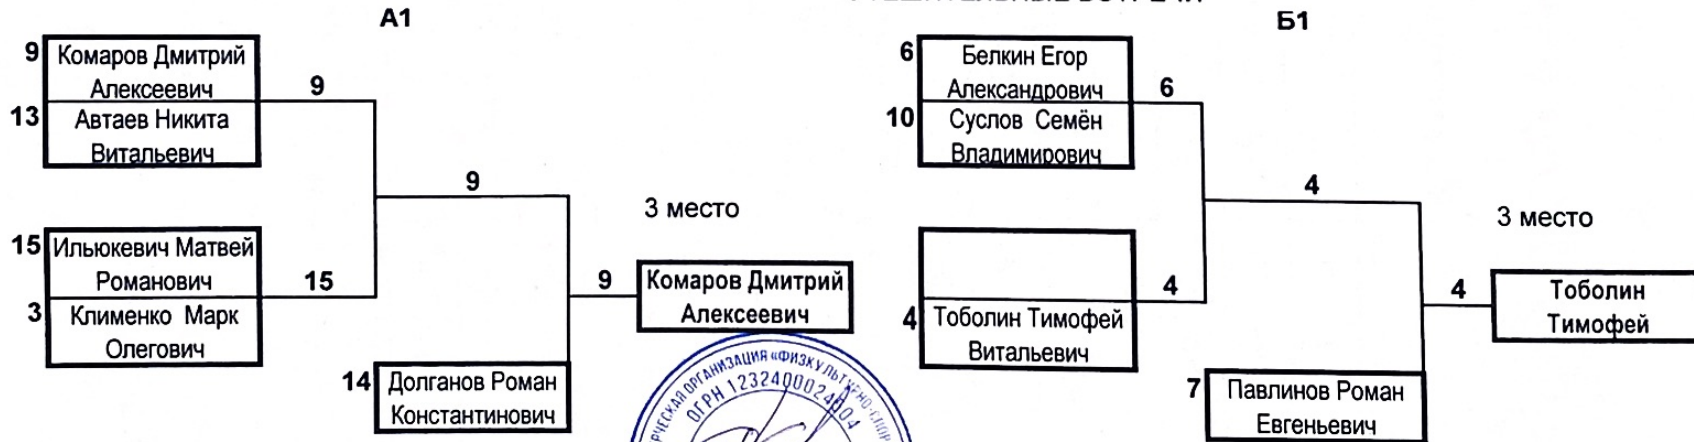 А1
9 Комаров Дмитрий
Алексеевич
9
13 Автаев Никита
Витальевич
9
3 место
15 Ильюкевич Матвей
Романович
15
3 Клименко Марк
Олегович
9 Комаров Дмитрий
Алексеевич
14 Долганов Роман
Константинович
Б1
6 Белкин Егор
Александрович
6
10 Суслов Семён
Владимирович
4
3 место
4
4 Тоболин Тимофей
Витальевич
4 Тоболин
Тимофей
7 Павлинов Роман
Евгеньевич
ОРГАНИЗАЦИЯ «ФИЗКУЛЬТУРНО-СПОР
ОГРН 1232400024004